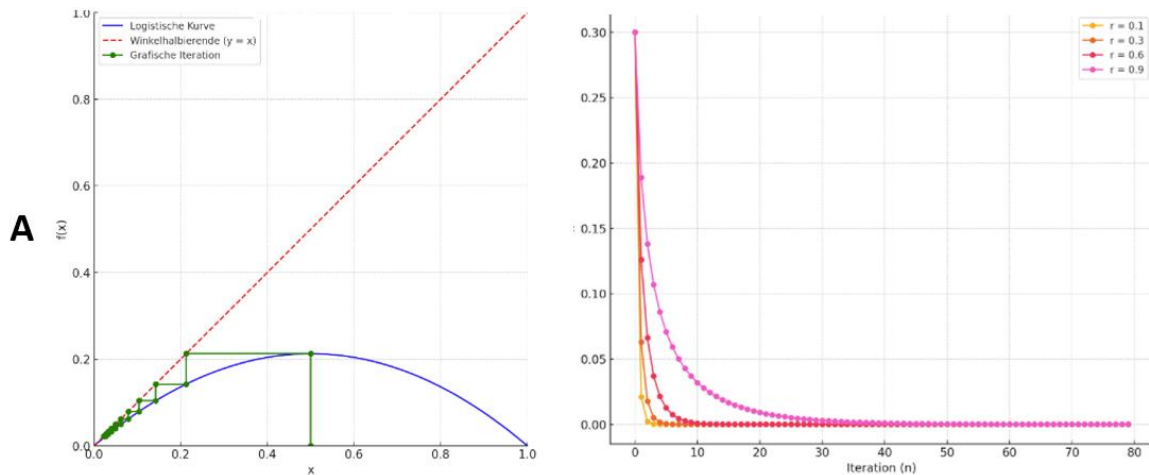 A
Logistische Kurve
Winkelhalbierende (y = x)
Grafische Iteration
1.0
0.8
0.6
0.4
0.2
0.0
f(x)
0.0 0.2 0.4 0.6 0.8 1.0
x
r = 0.1
r = 0.3
r = 0.6
r = 0.9
0.30
0.25
0.20
0.15
0.10
0.05
0.00
0 10 20 30 40 50 60 70 80
Iteration (n)